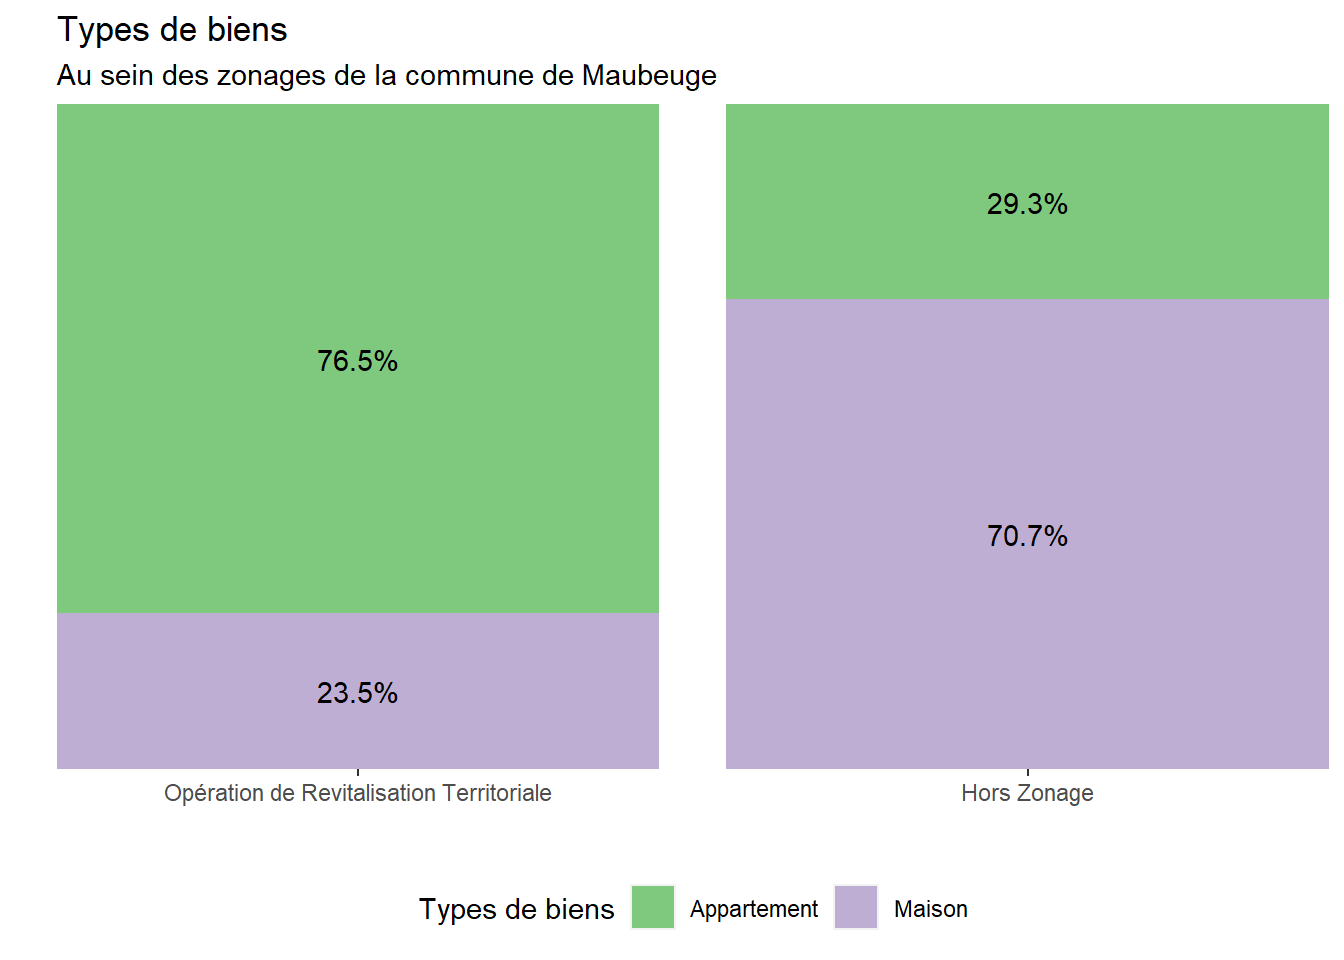 Types de biens
Au sein des zonages de la commune de Maubeuge
29.3%
76.5%
70.7%
23.5%
Opération de Revitalisation Territoriale
Hors Zonage
Types de biens
Appartement
Maison